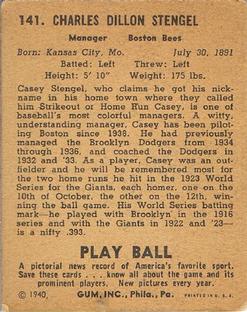 141. CHARLES DILLON STENGEL
Manager Boston Bees
Born: Kansas City, Mo. July 30, 1891
Batted: Left Threw: Left
Height: 5' 10" Weight: 175 lbs.
Casey Stengel, who claims he got his nick-
name in his home town where they called
him Strikeout or Home Run Casey, is one of
baseball's most colorful managers. A witty,
understanding manager, Casey has been pilot-
ing Boston since 1938. He had previously
managed the Brooklyn Dodgers from 1934
through 1936, and coached the Dodgers in
1932 and '33. As a player, Casey was an out-
fielder and he will be remembered most for
the two home runs he hit in the 1923 World
Series for the Giants, each homer, one on the
10th of October, the other on the 12th, win-
ning the ball game. His World Series batting
mark—he played with Brooklyn in the 1916
series and with the Giants in 1922 and '23—
is a nifty .393.
PLAY BALL
A pictorial news record of America's favorite sport.
Save these cards . . . know all about the game and its
prominent players. New pictures every year.
© 1940, GUM, INC., Phila., Pa. PRINTED IN U. S. A.